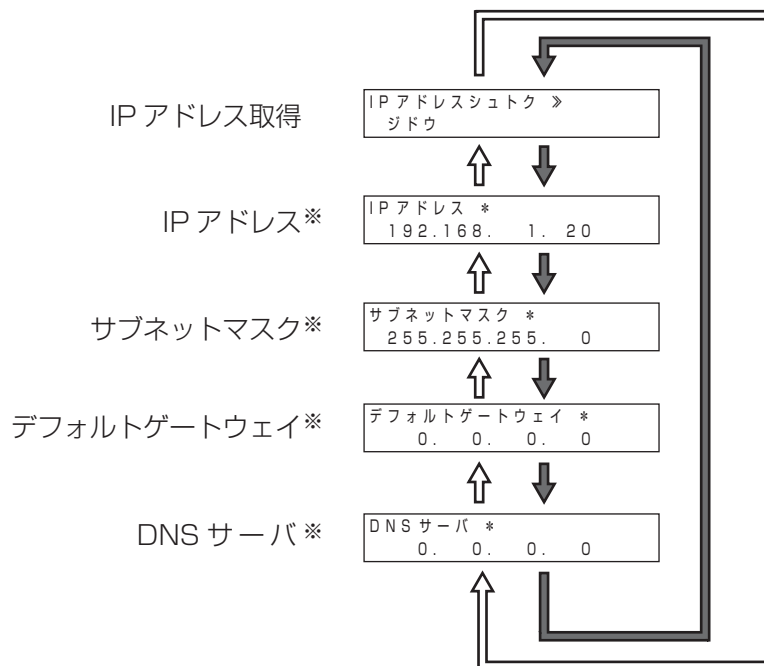 IP アドレス取得
IPアドレスシュトク 》
ジドウ
IP アドレス※
IPアドレス *
192.168. 1. 20
サブネットマスク※
サブネットマスク *
255.255.255. 0
デフォルトゲートウェイ※
デフォルトゲートウェイ *
0. 0. 0. 0
DNS サーバ※
DNSサーバ *
0. 0. 0. 0